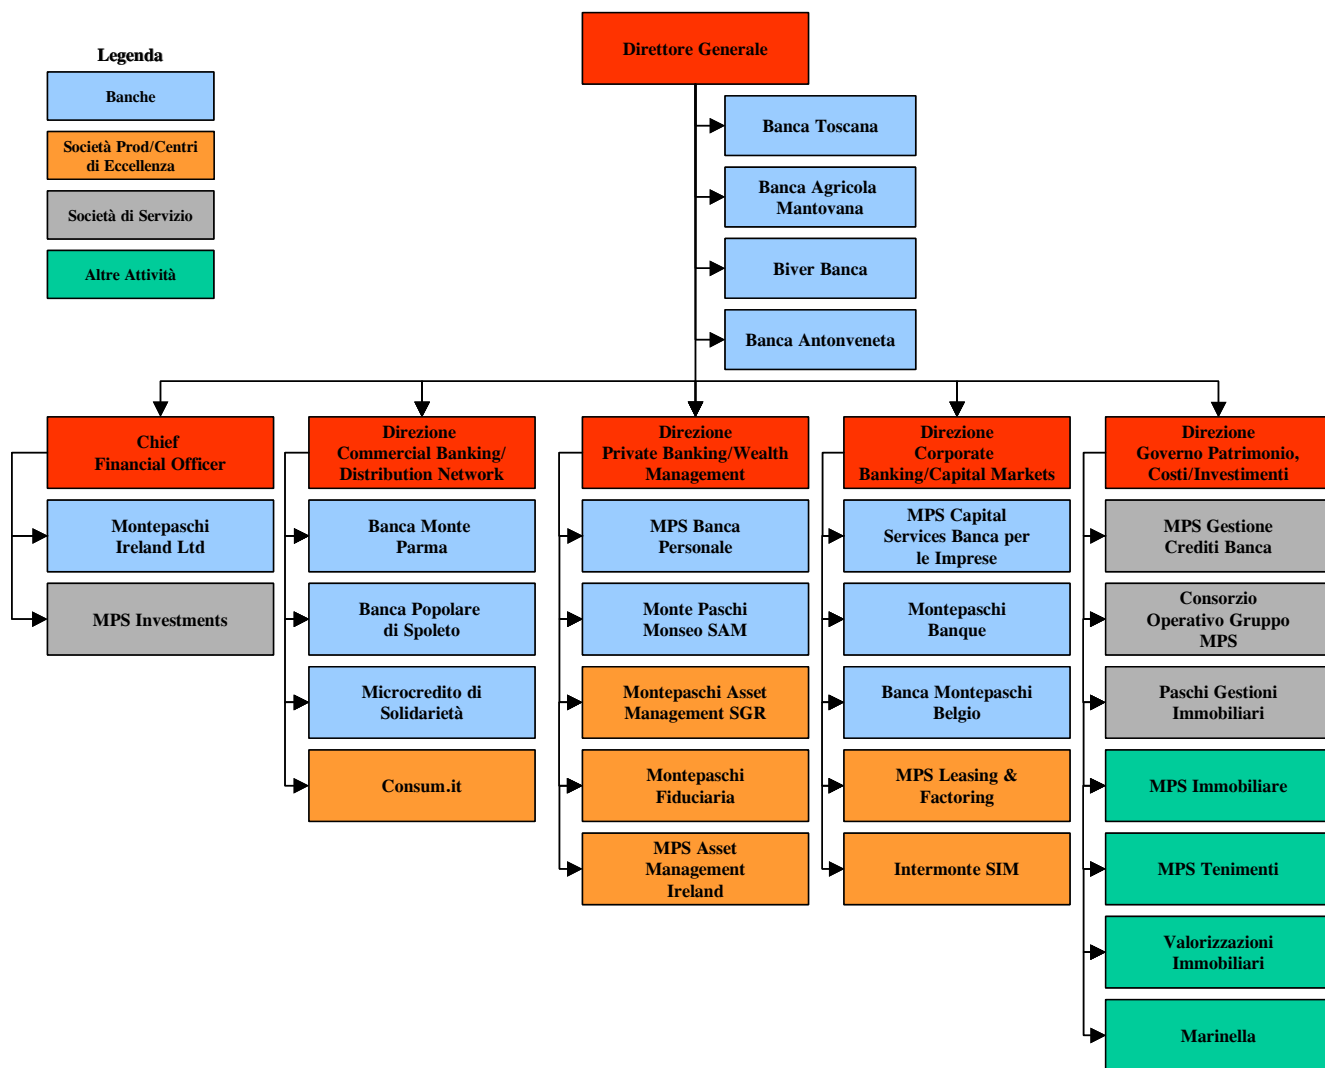 Direttore Generale
Legenda
Banche
Società Prod/Centri
di Eccellenza
Società di Servizio
Altre Attività
Banca Toscana
Banca Agricola
Mantovana
Biver Banca
Banca Antonveneta
Chief
Financial Officer
Montepaschi
Ireland Ltd
MPS Investments
Direzione
Commercial Banking/
Distribution Network
Banca Monte
Parma
Banca Popolare
di Spoleto
Microcredito di
Solidarietà
Consum.it
Direzione
Private Banking/Wealth
Management
MPS Banca
Personale
Monte Paschi
Monseo SAM
Montepaschi Asset
Management SGR
Montepaschi
Fiduciaria
MPS Asset
Management
Ireland
Direzione
Corporate
Banking/Capital Markets
MPS Capital
Services Banca per
le Imprese
Montepaschi
Banque
Banca Montepaschi
Belgio
MPS Leasing &
Factoring
Intermonte SIM
Direzione
Governo Patrimonio,
Costi/Investimenti
MPS Gestione
Crediti Banca
Consorzio
Operativo Gruppo
MPS
Paschi Gestioni
Immobiliari
MPS Immobiliare
MPS Tenimenti
Valorizzazioni
Immobiliari
Marinella